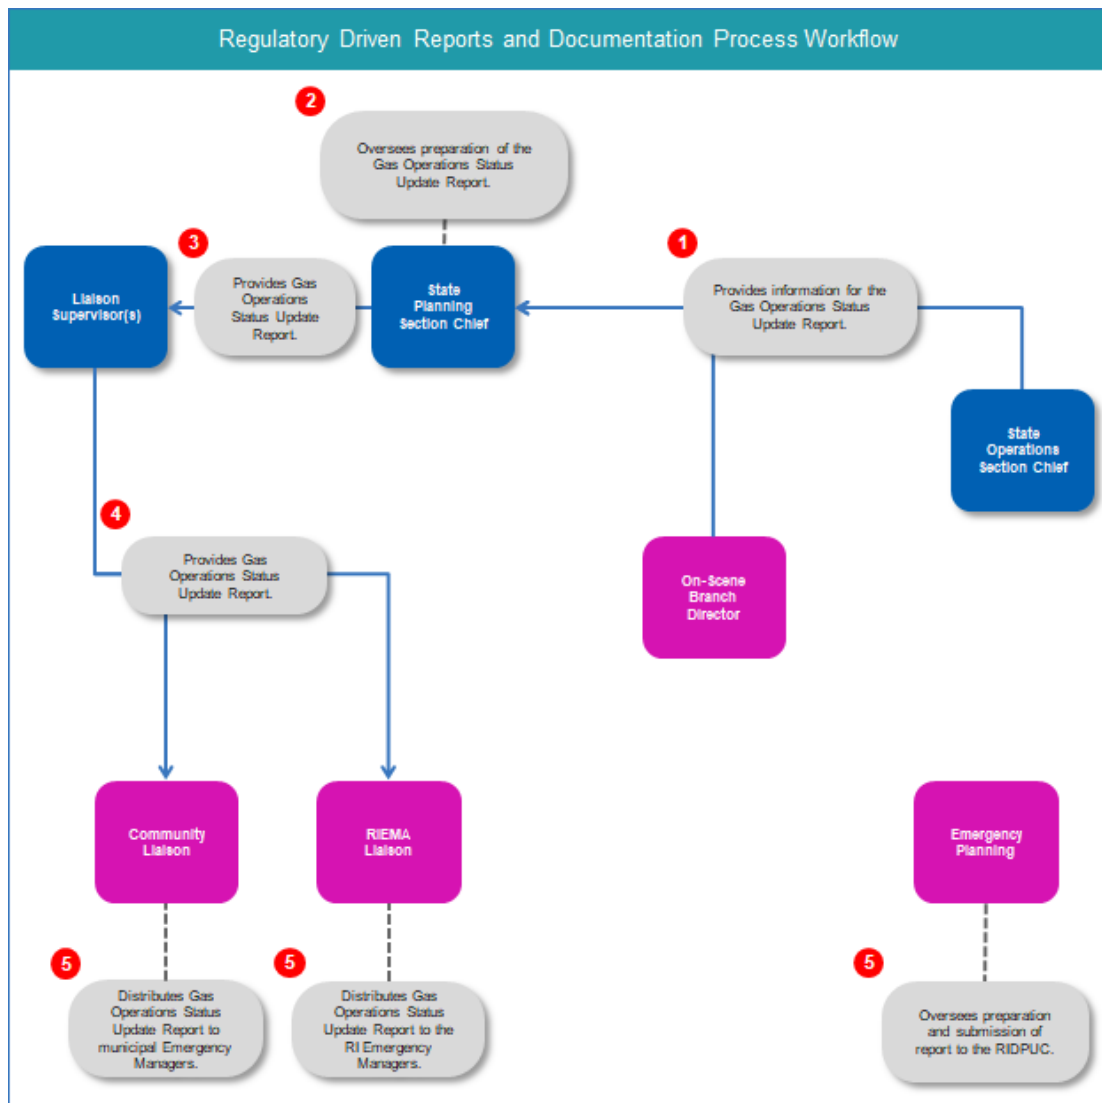 Regulatory Driven Reports and Documentation Process Workflow
2
Oversees preparation of the
Gas Operations Status
Update Report.
3
1
Liaison
Supervisor(s)
Provides Gas
Operations
Status Update
Report.
State
Planning
Section Chief
Provides information for the
Gas Operations Status
Update Report.
State
Operations
Section Chief
4
Provides Gas
Operations Status
Update Report.
On-Scene
Branch
Director
Community
Liaison
RIEMA
Liaison
Emergency
Planning
5
Distributes Gas
Operations Status
Update Report to
municipal Emergency
Managers.
5
Distributes Gas
Operations Status
Update Report to the
RI Emergency
Managers.
5
Oversees preparation
and submission of
report to the RIDPUC.